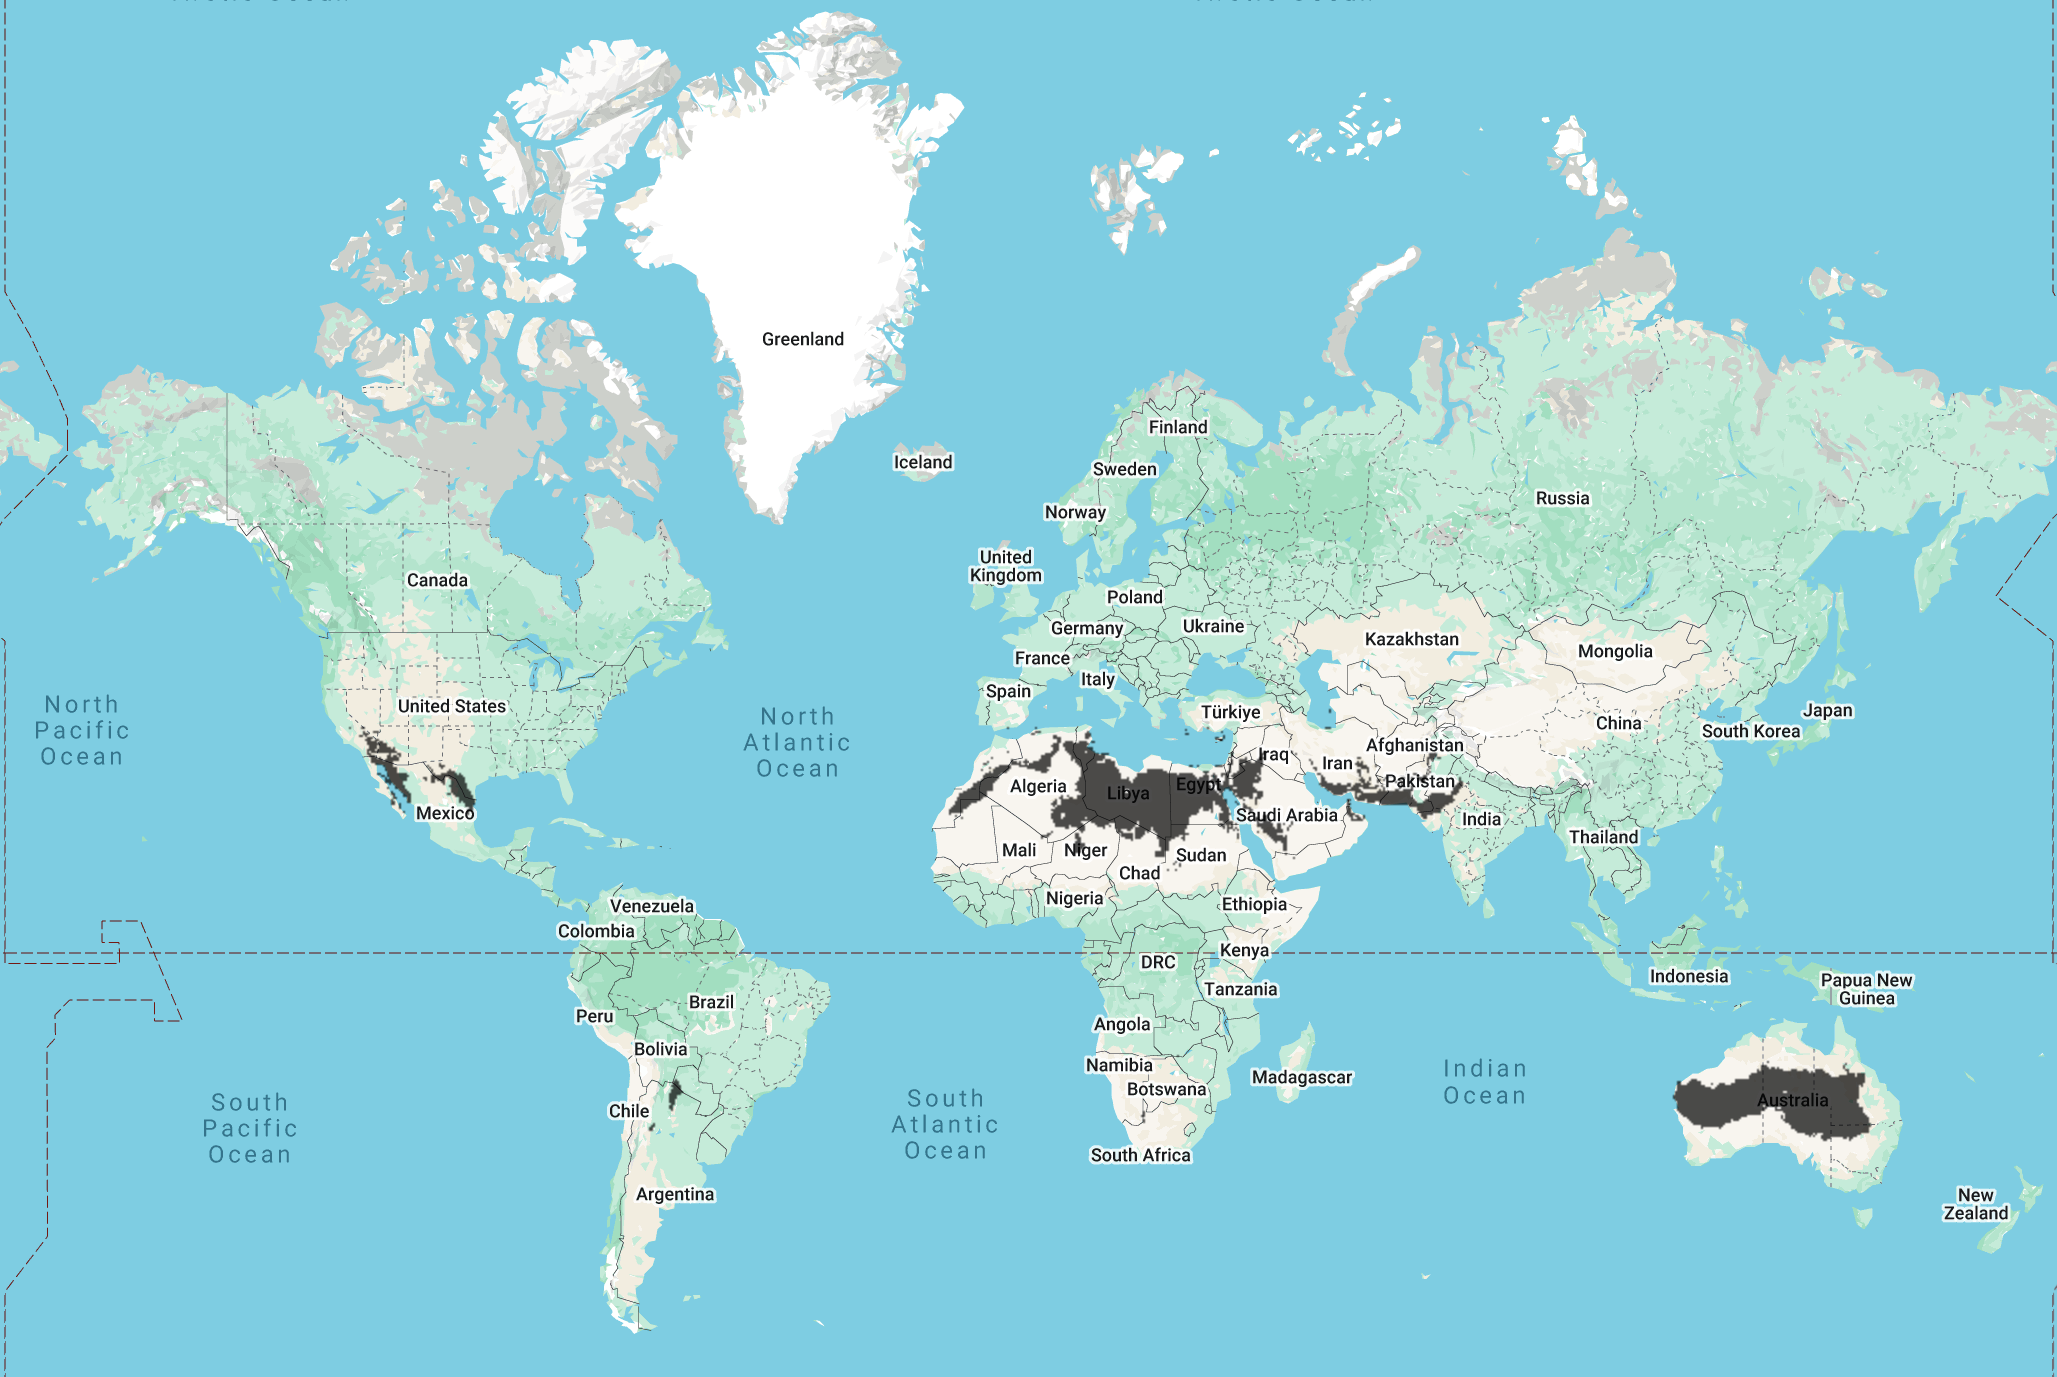 Greenland
Iceland
Finland
Sweden
Norway
Russia
United
Kingdom
Canada
Poland
Germany
Ukraine
France
Italy
Spain
Kazakhstan
Mongolia
United States
North
Pacific
Ocean
North
Atlantic
Ocean
Türkiye
China
Japan
South Korea
Iraq
Iran
Afghanistan
Pakistan
Algeria
Libya
Egypt
Saudi Arabia
India
Mexico
Thailand
Mali
Niger
Chad
Sudan
Nigeria
Ethiopia
Venezuela
Colombia
DRC
Kenya
Tanzania
Indonesia
Papua New
Guinea
Brazil
Peru
Angola
Bolivia
Namibia
Botswana
Madagascar
Indian
Ocean
Australia
Chile
South
Pacific
Ocean
South
Atlantic
Ocean
South Africa
Argentina
New
Zealand